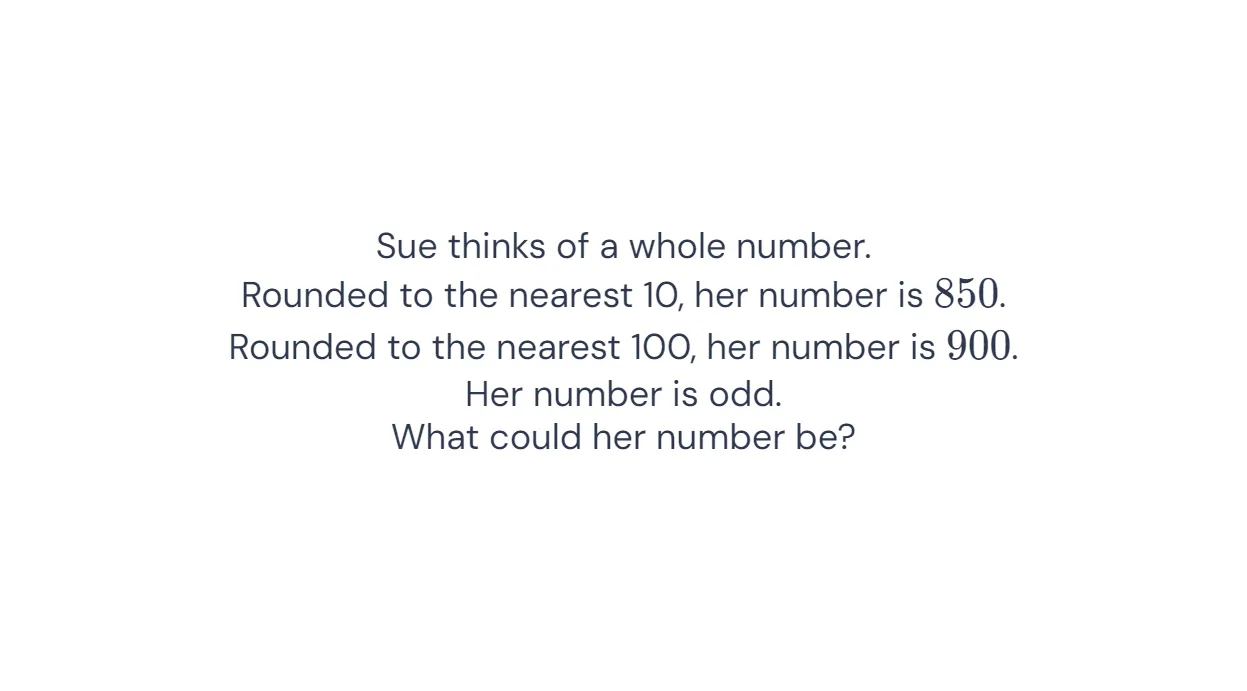 Sue thinks of a whole number.
Rounded to the nearest 10, her number is 850.
Rounded to the nearest 100, her number is 900.
Her number is odd.
What could her number be?